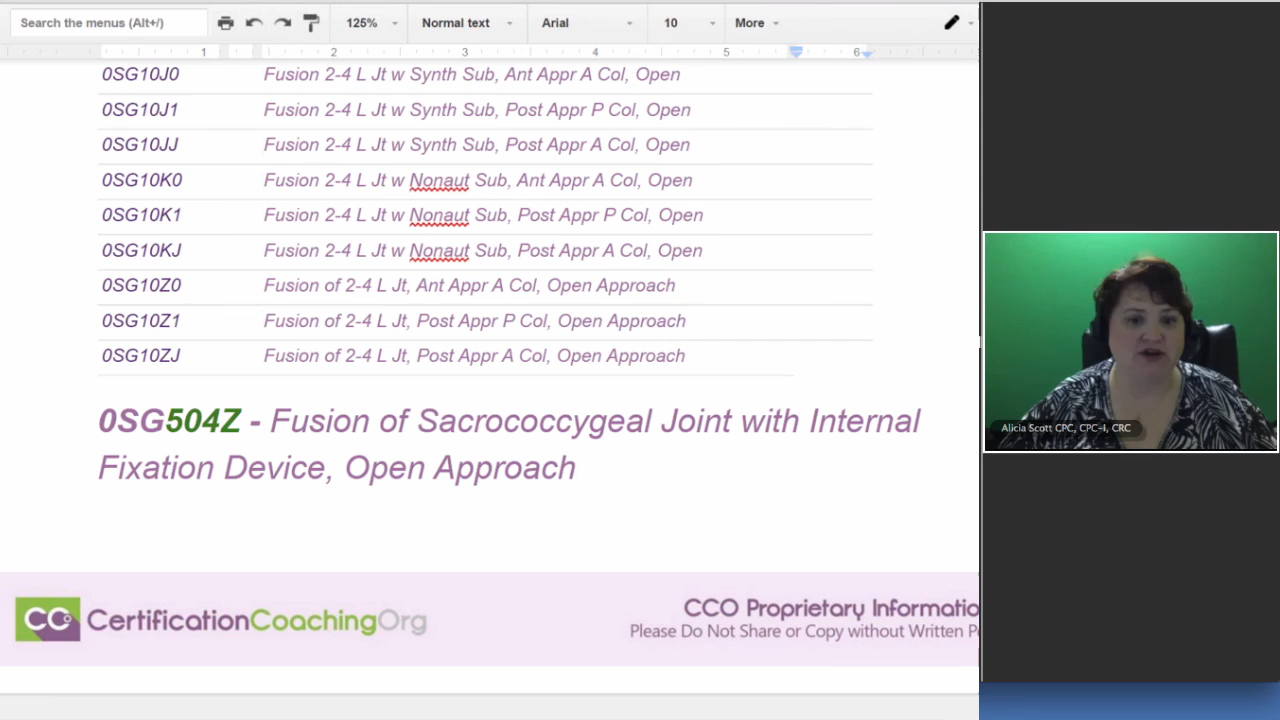 Search the menus (Alt+/)
125%
Normal text
Arial
10
More
1 2 3 4 5 6
0SG10J0 Fusion 2-4 L Jt w Synth Sub, Ant Appr A Col, Open
0SG10J1 Fusion 2-4 L Jt w Synth Sub, Post Appr P Col, Open
0SG10JJ Fusion 2-4 L Jt w Synth Sub, Post Appr A Col, Open
0SG10K0 Fusion 2-4 L Jt w Nonaut Sub, Ant Appr A Col, Open
0SG10K1 Fusion 2-4 L Jt w Nonaut Sub, Post Appr P Col, Open
0SG10KJ Fusion 2-4 L Jt w Nonaut Sub, Post Appr A Col, Open
0SG10Z0 Fusion of 2-4 L Jt, Ant Appr A Col, Open Approach
0SG10Z1 Fusion of 2-4 L Jt, Post Appr P Col, Open Approach
0SG10ZJ Fusion of 2-4 L Jt, Post Appr A Col, Open Approach
0SG504Z - Fusion of Sacrococcygeal Joint with Internal
Fixation Device, Open Approach
Alicia Scott CPC, CPC-I, CRC
CC CertificationCoachingOrg
CCO Proprietary Informatio
Please Do Not Share or Copy without Written P